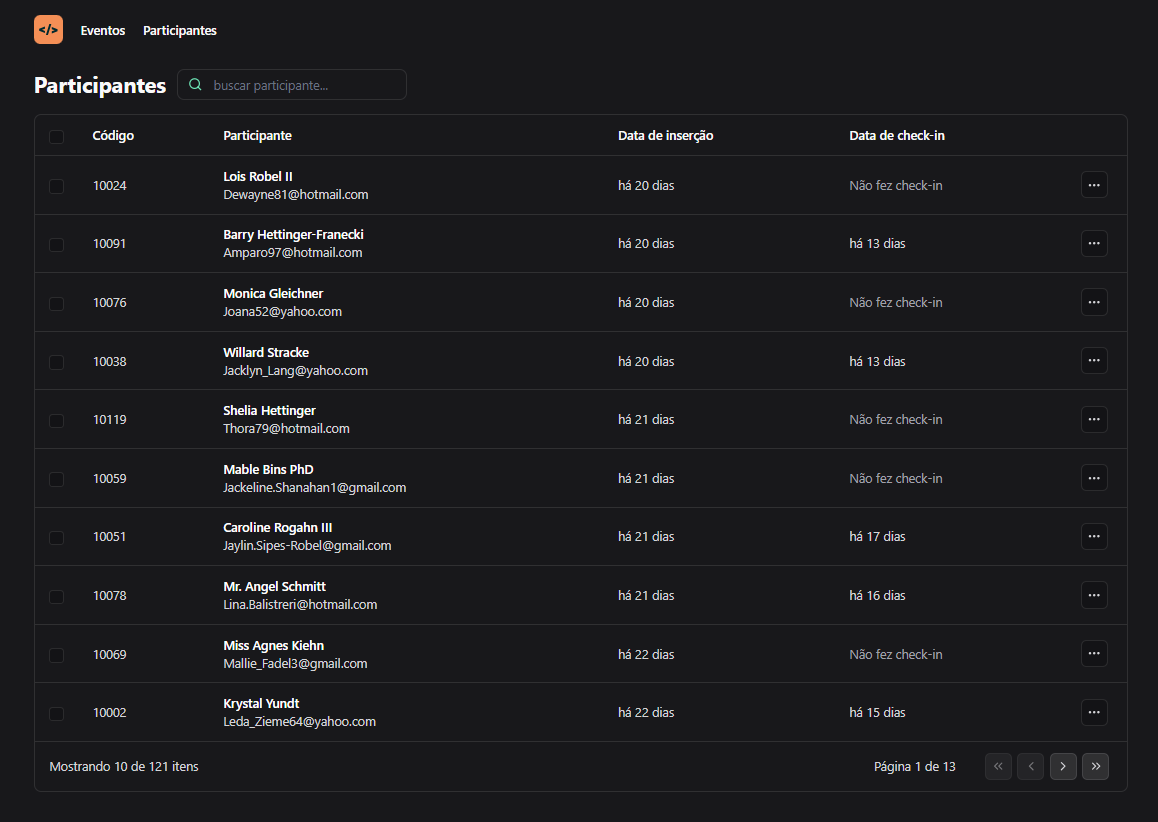 </> Eventos Participantes
Participantes buscar participante...
Código Participante Data de inserção Data de check-in
10024 Lois Robel II há 20 dias Não fez check-in
Dewayne81@hotmail.com
10091 Barry Hettinger-Franecki há 20 dias há 13 dias
Amparo97@hotmail.com
10076 Monica Gleichner há 20 dias Não fez check-in
Joana52@yahoo.com
10038 Willard Stracke há 20 dias há 13 dias
Jacklyn_Lang@yahoo.com
10119 Shelia Hettinger há 21 dias Não fez check-in
Thora79@hotmail.com
10059 Mable Bins PhD há 21 dias Não fez check-in
Jackeline.Shanahan1@gmail.com
10051 Caroline Rogahn III há 21 dias há 17 dias
Jaylin.Sipes-Robel@gmail.com
10078 Mr. Angel Schmitt há 21 dias há 16 dias
Lina.Balistreri@hotmail.com
10069 Miss Agnes Kiehn há 22 dias Não fez check-in
Mallie_Fadel3@gmail.com
10002 Krystal Yundt há 22 dias há 15 dias
Leda_Zieme64@yahoo.com
Mostrando 10 de 121 itens Página 1 de 13